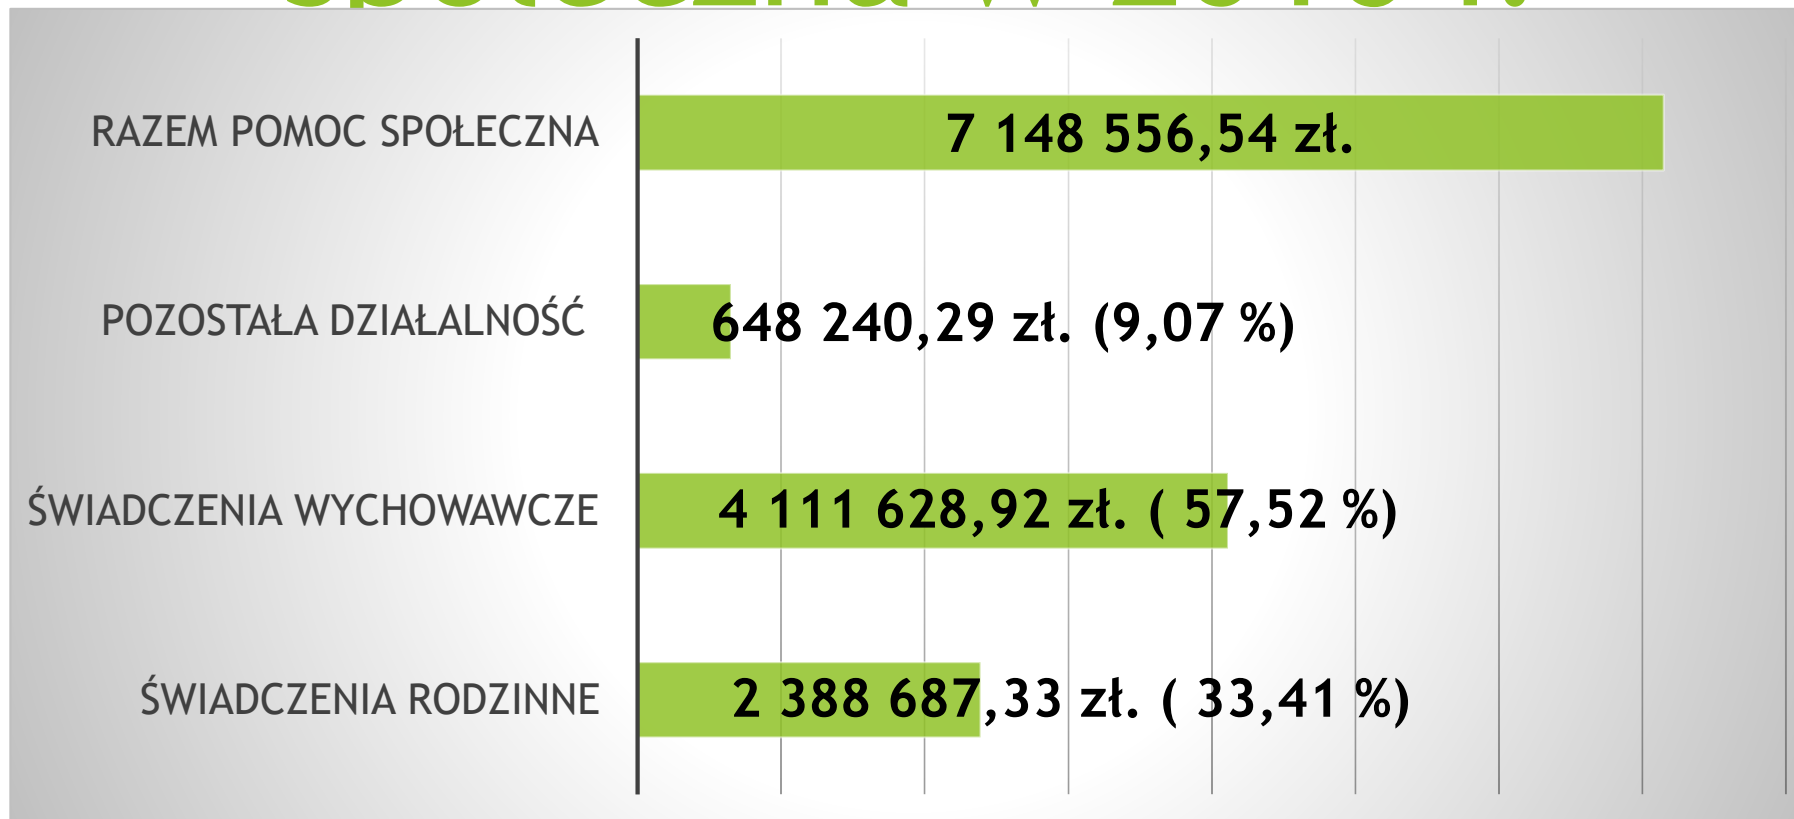 RAZEM POMOC SPOŁECZNA
7 148 556,54 zł.
POZOSTAŁA DZIAŁALNOŚĆ
648 240,29 zł. (9,07 %)
ŚWIADCZENIA WYCHOWAWCZE
4 111 628,92 zł. ( 57,52 %)
ŚWIADCZENIA RODZINNE
2 388 687,33 zł. ( 33,41 %)